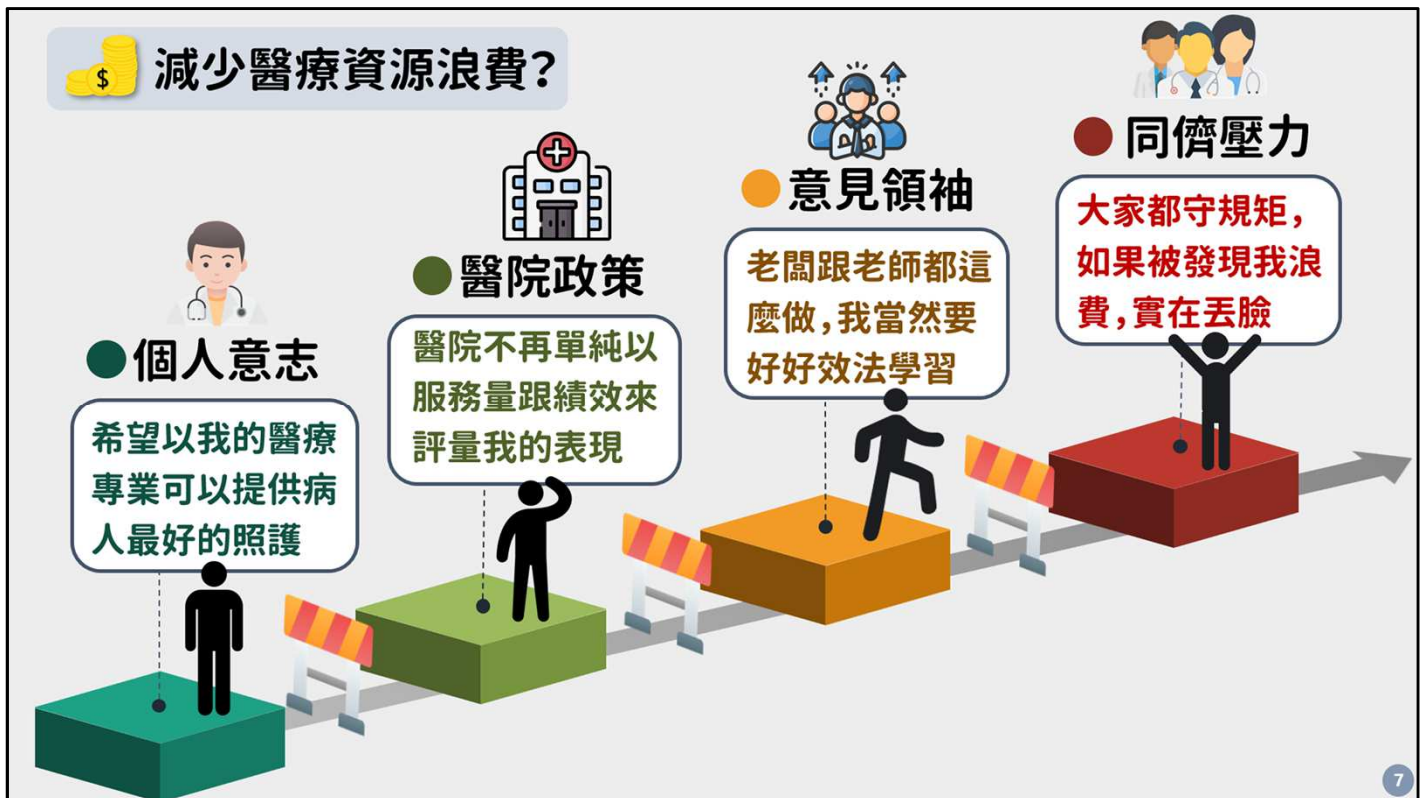 減少醫療資源浪費?
個人意志
希望以我的醫療
專業可以提供病
人最好的照護
醫院政策
醫院不再單純以
服務量跟績效來
評量我的表現
意見領袖
老闆跟老師都這
麼做,我當然要
好好效法學習
同儕壓力
大家都守規矩,
如果被發現我浪
費,實在丟臉
7